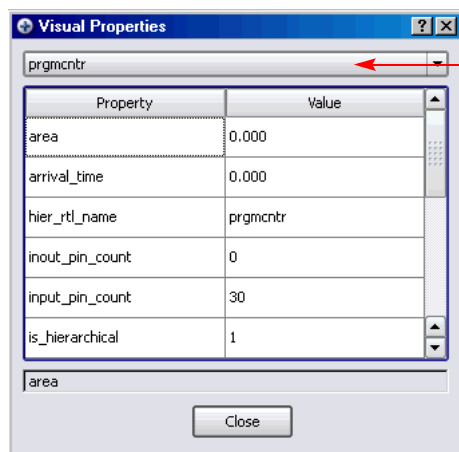 Visual Properties
prgmcntr
Property Value
area 0.000
arrival_time 0.000
hier_rtl_name prgmcntr
inout_pin_count 0
input_pin_count 30
is_hierarchical 1
area
Close